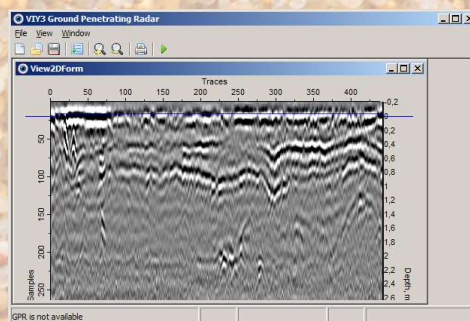 VIY3 Ground Penetrating Radar
File View Window
View2DForm
Traces
0 50 100 150 200 250 300 350 400
50
100
150
200
250
Samples
-0,2
0
0,2
0,4
0,6
0,8
1
1,2
1,4
1,6
1,8
2
2,2
2,4
2,6
Depth, m
GPR is not available